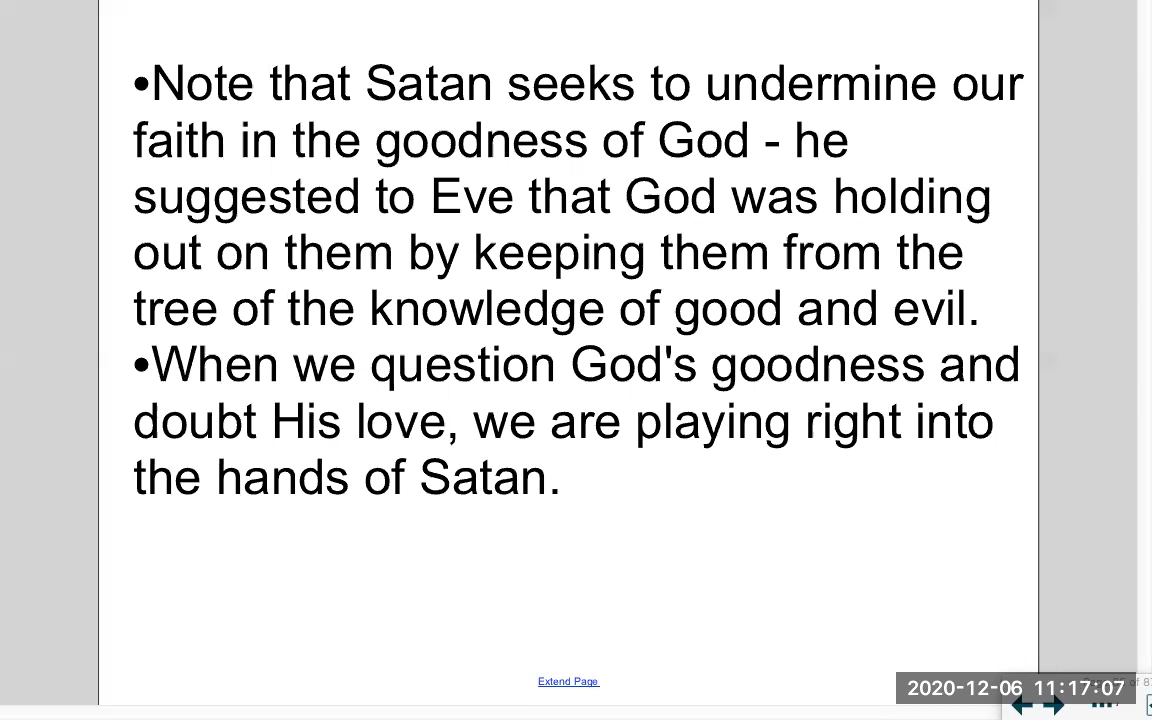 •Note that Satan seeks to undermine our
faith in the goodness of God - he
suggested to Eve that God was holding
out on them by keeping them from the
tree of the knowledge of good and evil.
•When we question God's goodness and
doubt His love, we are playing right into
the hands of Satan.
Extend Page
2020-12-06 11:17:07